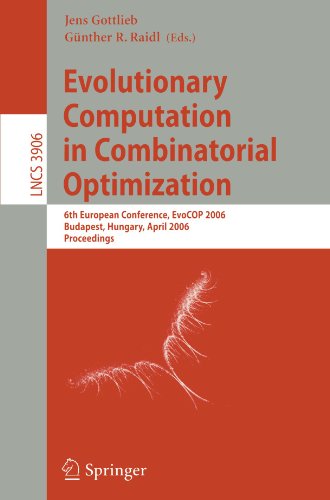 Jens Gottlieb
Günther R. Raidl (Eds.)
LNCS 3906
Evolutionary
Computation
in Combinatorial
Optimization
6th European Conference, EvoCOP 2006
Budapest, Hungary, April 2006
Proceedings
Springer